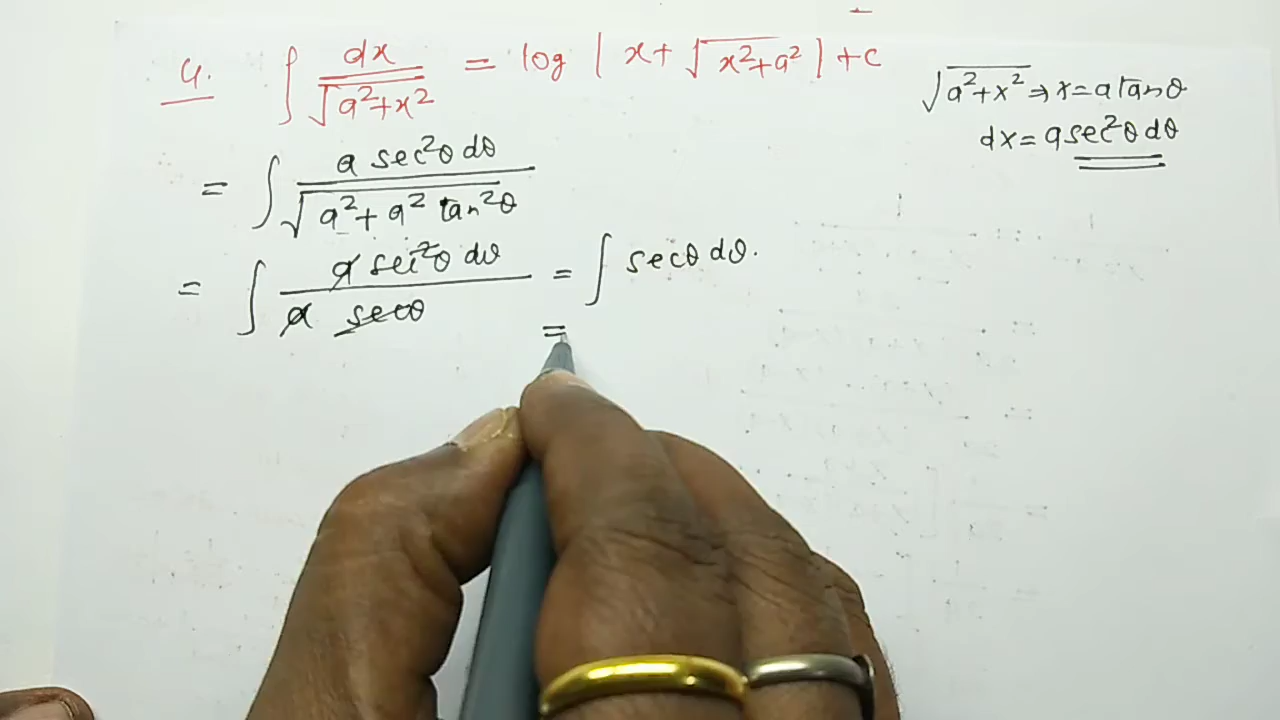 4. ∫ dx / √(a²+x²) = log | x + √(x²+a²) | + c
√(a²+x²) ⇒ x = a tanθ
dx = a sec²θ dθ
= ∫ a sec²θ dθ / √(a² + a² tan²θ)
= ∫ a sec²θ dθ / a secθ = ∫ secθ dθ.
=